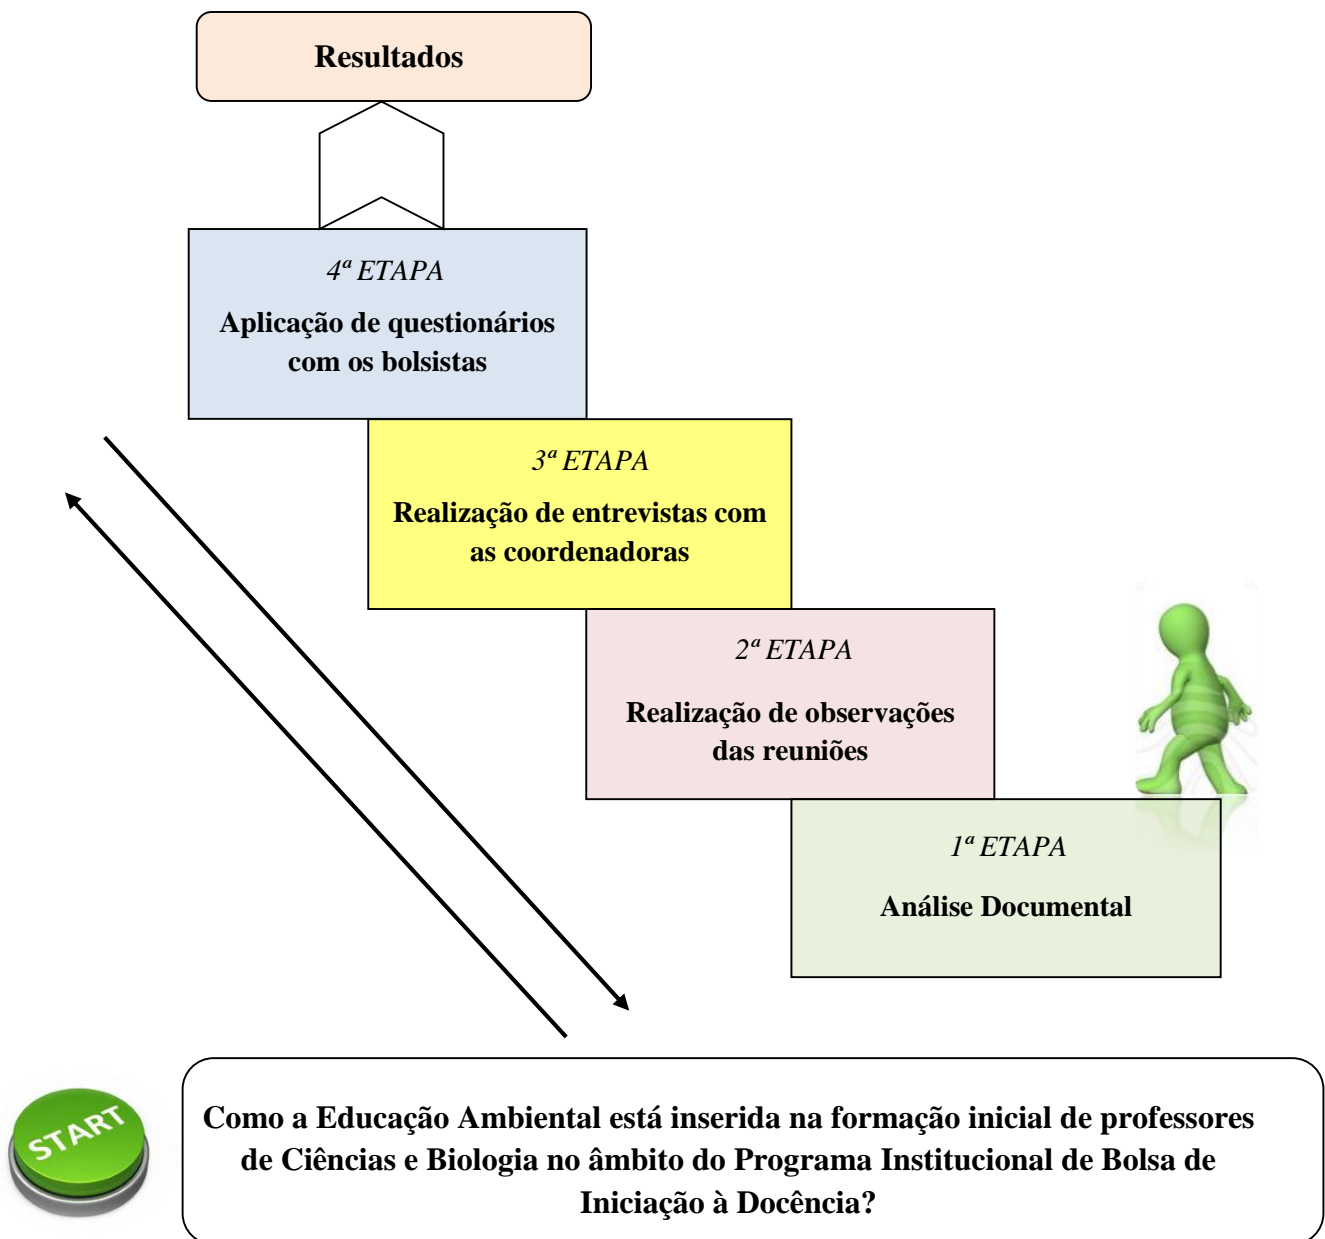 Resultados
4ª ETAPA
Aplicação de questionários
com os bolsistas
3ª ETAPA
Realização de entrevistas com
as coordenadoras
2ª ETAPA
Realização de observações
das reuniões
1ª ETAPA
Análise Documental
START
Como a Educação Ambiental está inserida na formação inicial de professores
de Ciências e Biologia no âmbito do Programa Institucional de Bolsa de
Iniciação à Docência?